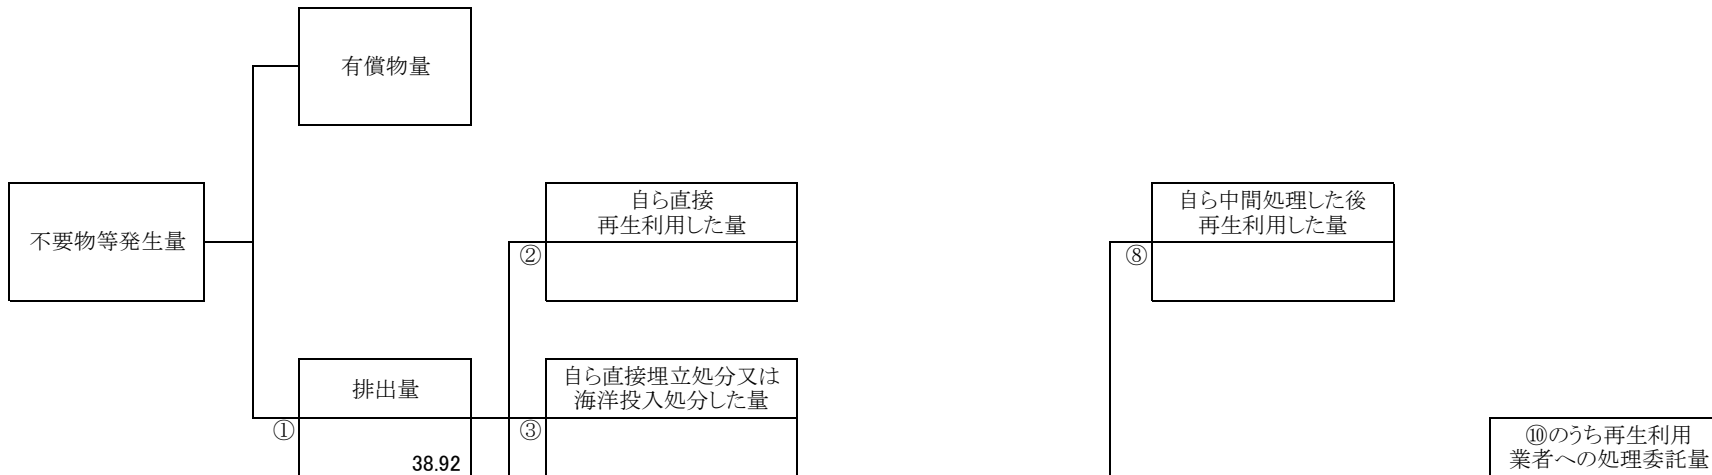 有償物量
不要物等発生量
自ら直接
再生利用した量
②
自ら中間処理した後
再生利用した量
⑧
排出量
①
38.92
自ら直接埋立処分又は
海洋投入処分した量
③
⑩のうち再生利用
業者への処理委託量